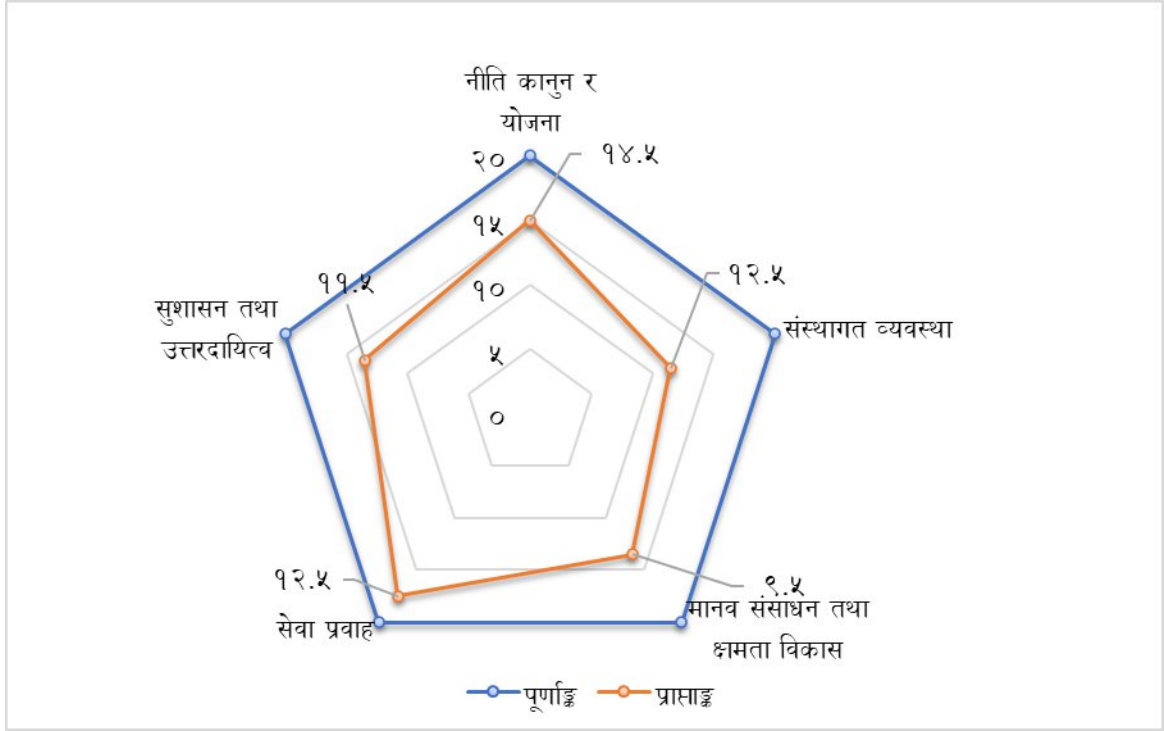 नीति कानुन र
योजना
२०
१४.५
१५
१२.५
११.५
१०
सुशासन तथा
उत्तरदायित्व
संस्थागत व्यवस्था
५
०
१२.५
९.५
सेवा प्रवाह
मानव संसाधन तथा
क्षमता विकास
पूर्णाङ्क
प्राप्ताङ्क